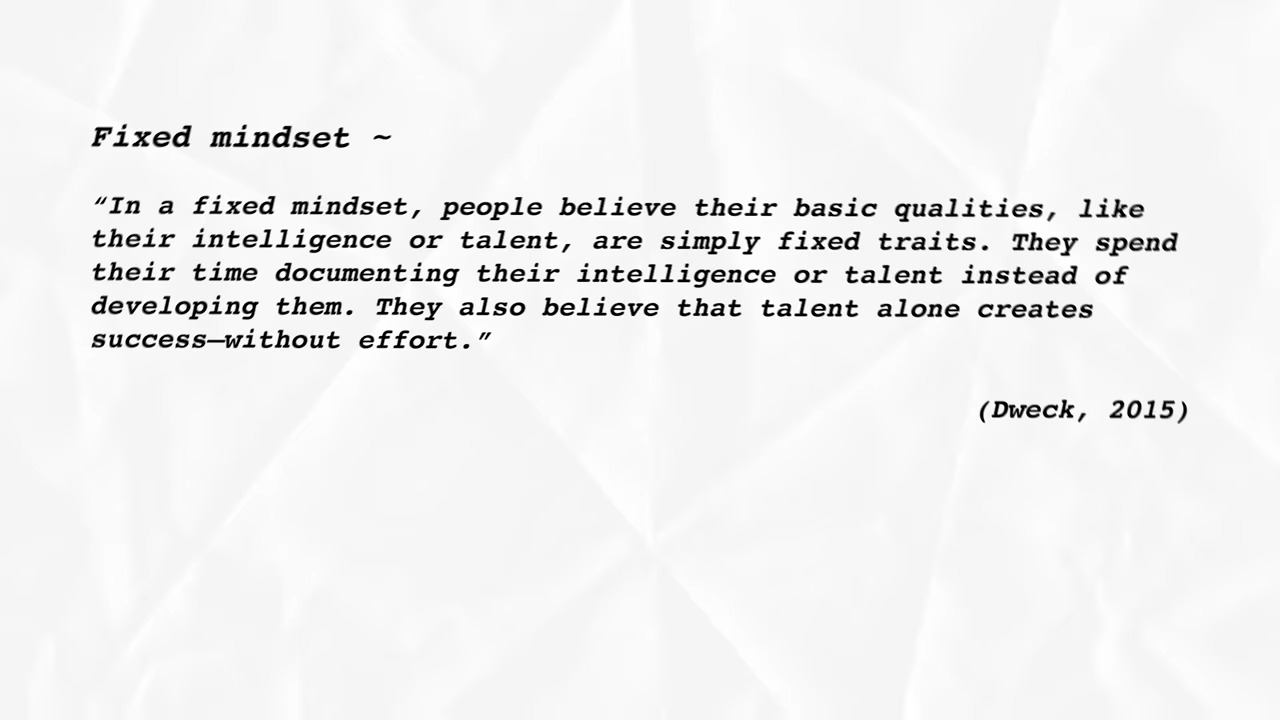 Fixed mindset ~
“In a fixed mindset, people believe their basic qualities, like
their intelligence or talent, are simply fixed traits. They spend
their time documenting their intelligence or talent instead of
developing them. They also believe that talent alone creates
success—without effort.”
(Dweck, 2015)